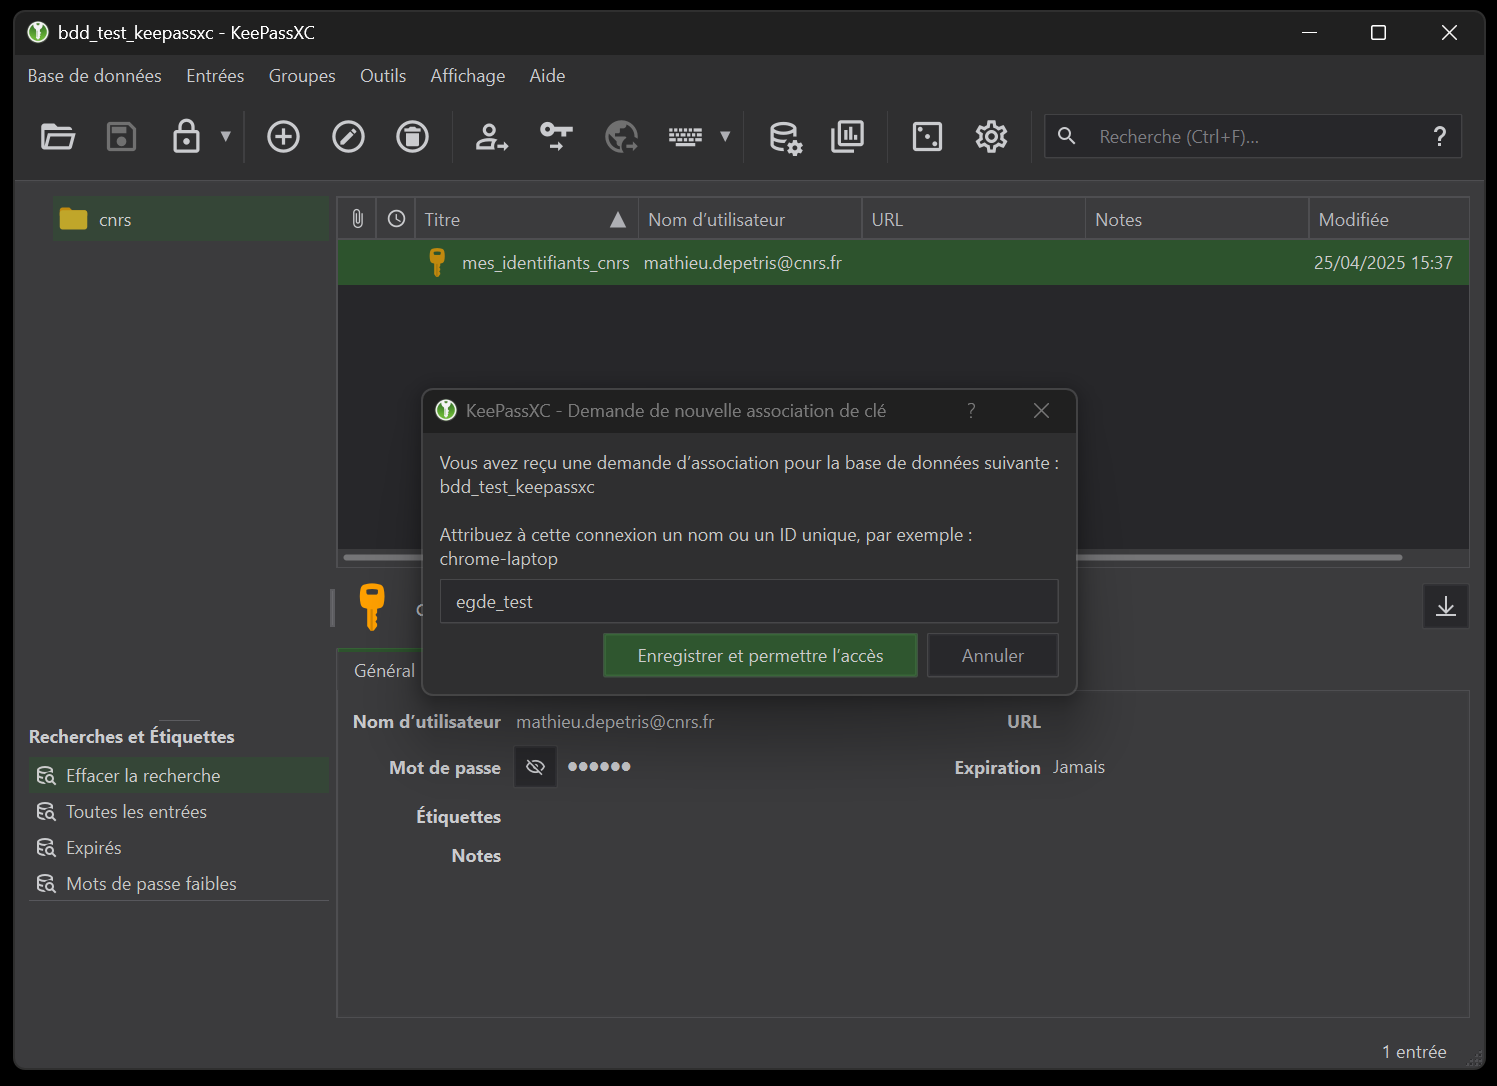 bdd_test_keepassxc - KeePassXC
Base de données Entrées Groupes Outils Affichage Aide
Recherche (Ctrl+F)... ?
cnrs
Titre Nom d’utilisateur URL Notes Modifiée
mes_identifiants_cnrs mathieu.depetris@cnrs.fr 25/04/2025 15:37
KeePassXC - Demande de nouvelle association de clé ?
Vous avez reçu une demande d’association pour la base de données suivante :
bdd_test_keepassxc
Attribuez à cette connexion un nom ou un ID unique, par exemple :
chrome-laptop
egde_test
Enregistrer et permettre l’accès Annuler
Général
Nom d’utilisateur mathieu.depetris@cnrs.fr URL
Mot de passe ●●●●●● Expiration Jamais
Étiquettes
Notes
Recherches et Étiquettes
Effacer la recherche
Toutes les entrées
Expirés
Mots de passe faibles
1 entrée